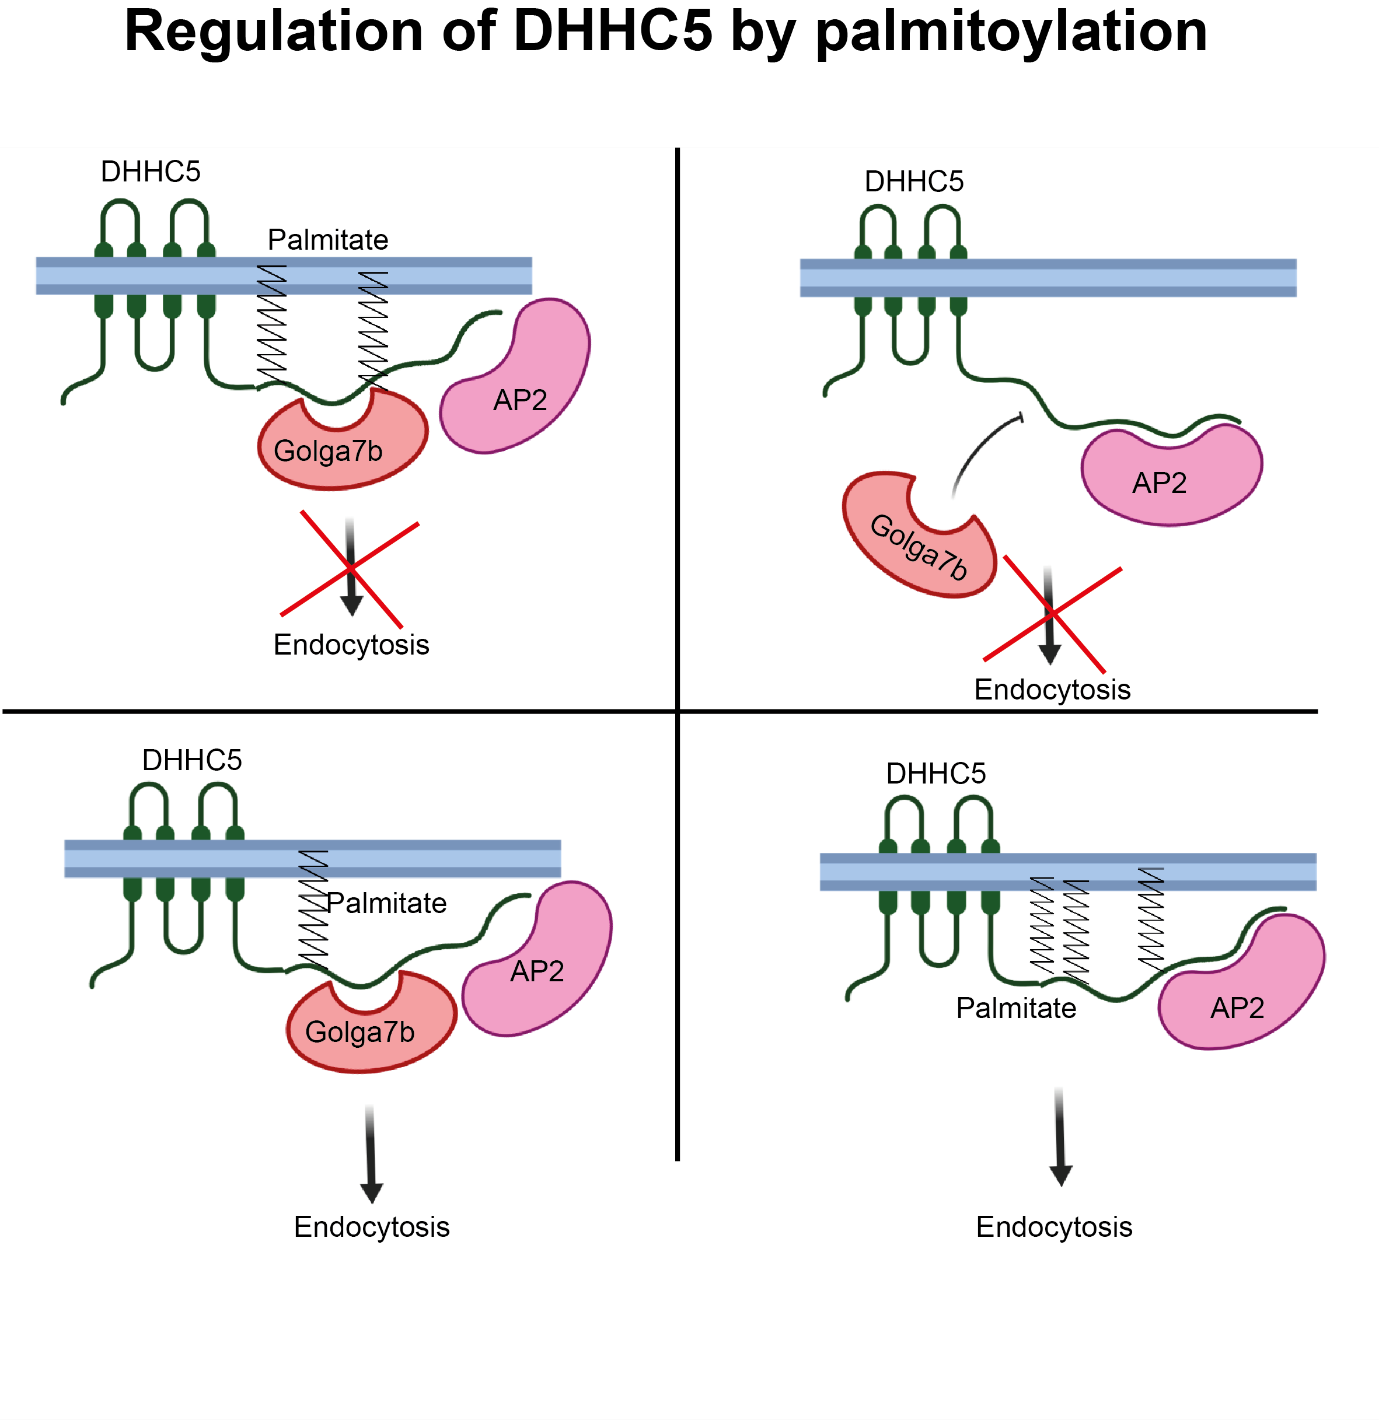 Regulation of DHHC5 by palmitoylation
DHHC5
Palmitate
AP2
Golga7b
Endocytosis
DHHC5
AP2
Golga7b
Endocytosis
DHHC5
Palmitate
AP2
Golga7b
Endocytosis
DHHC5
Palmitate
AP2
Endocytosis